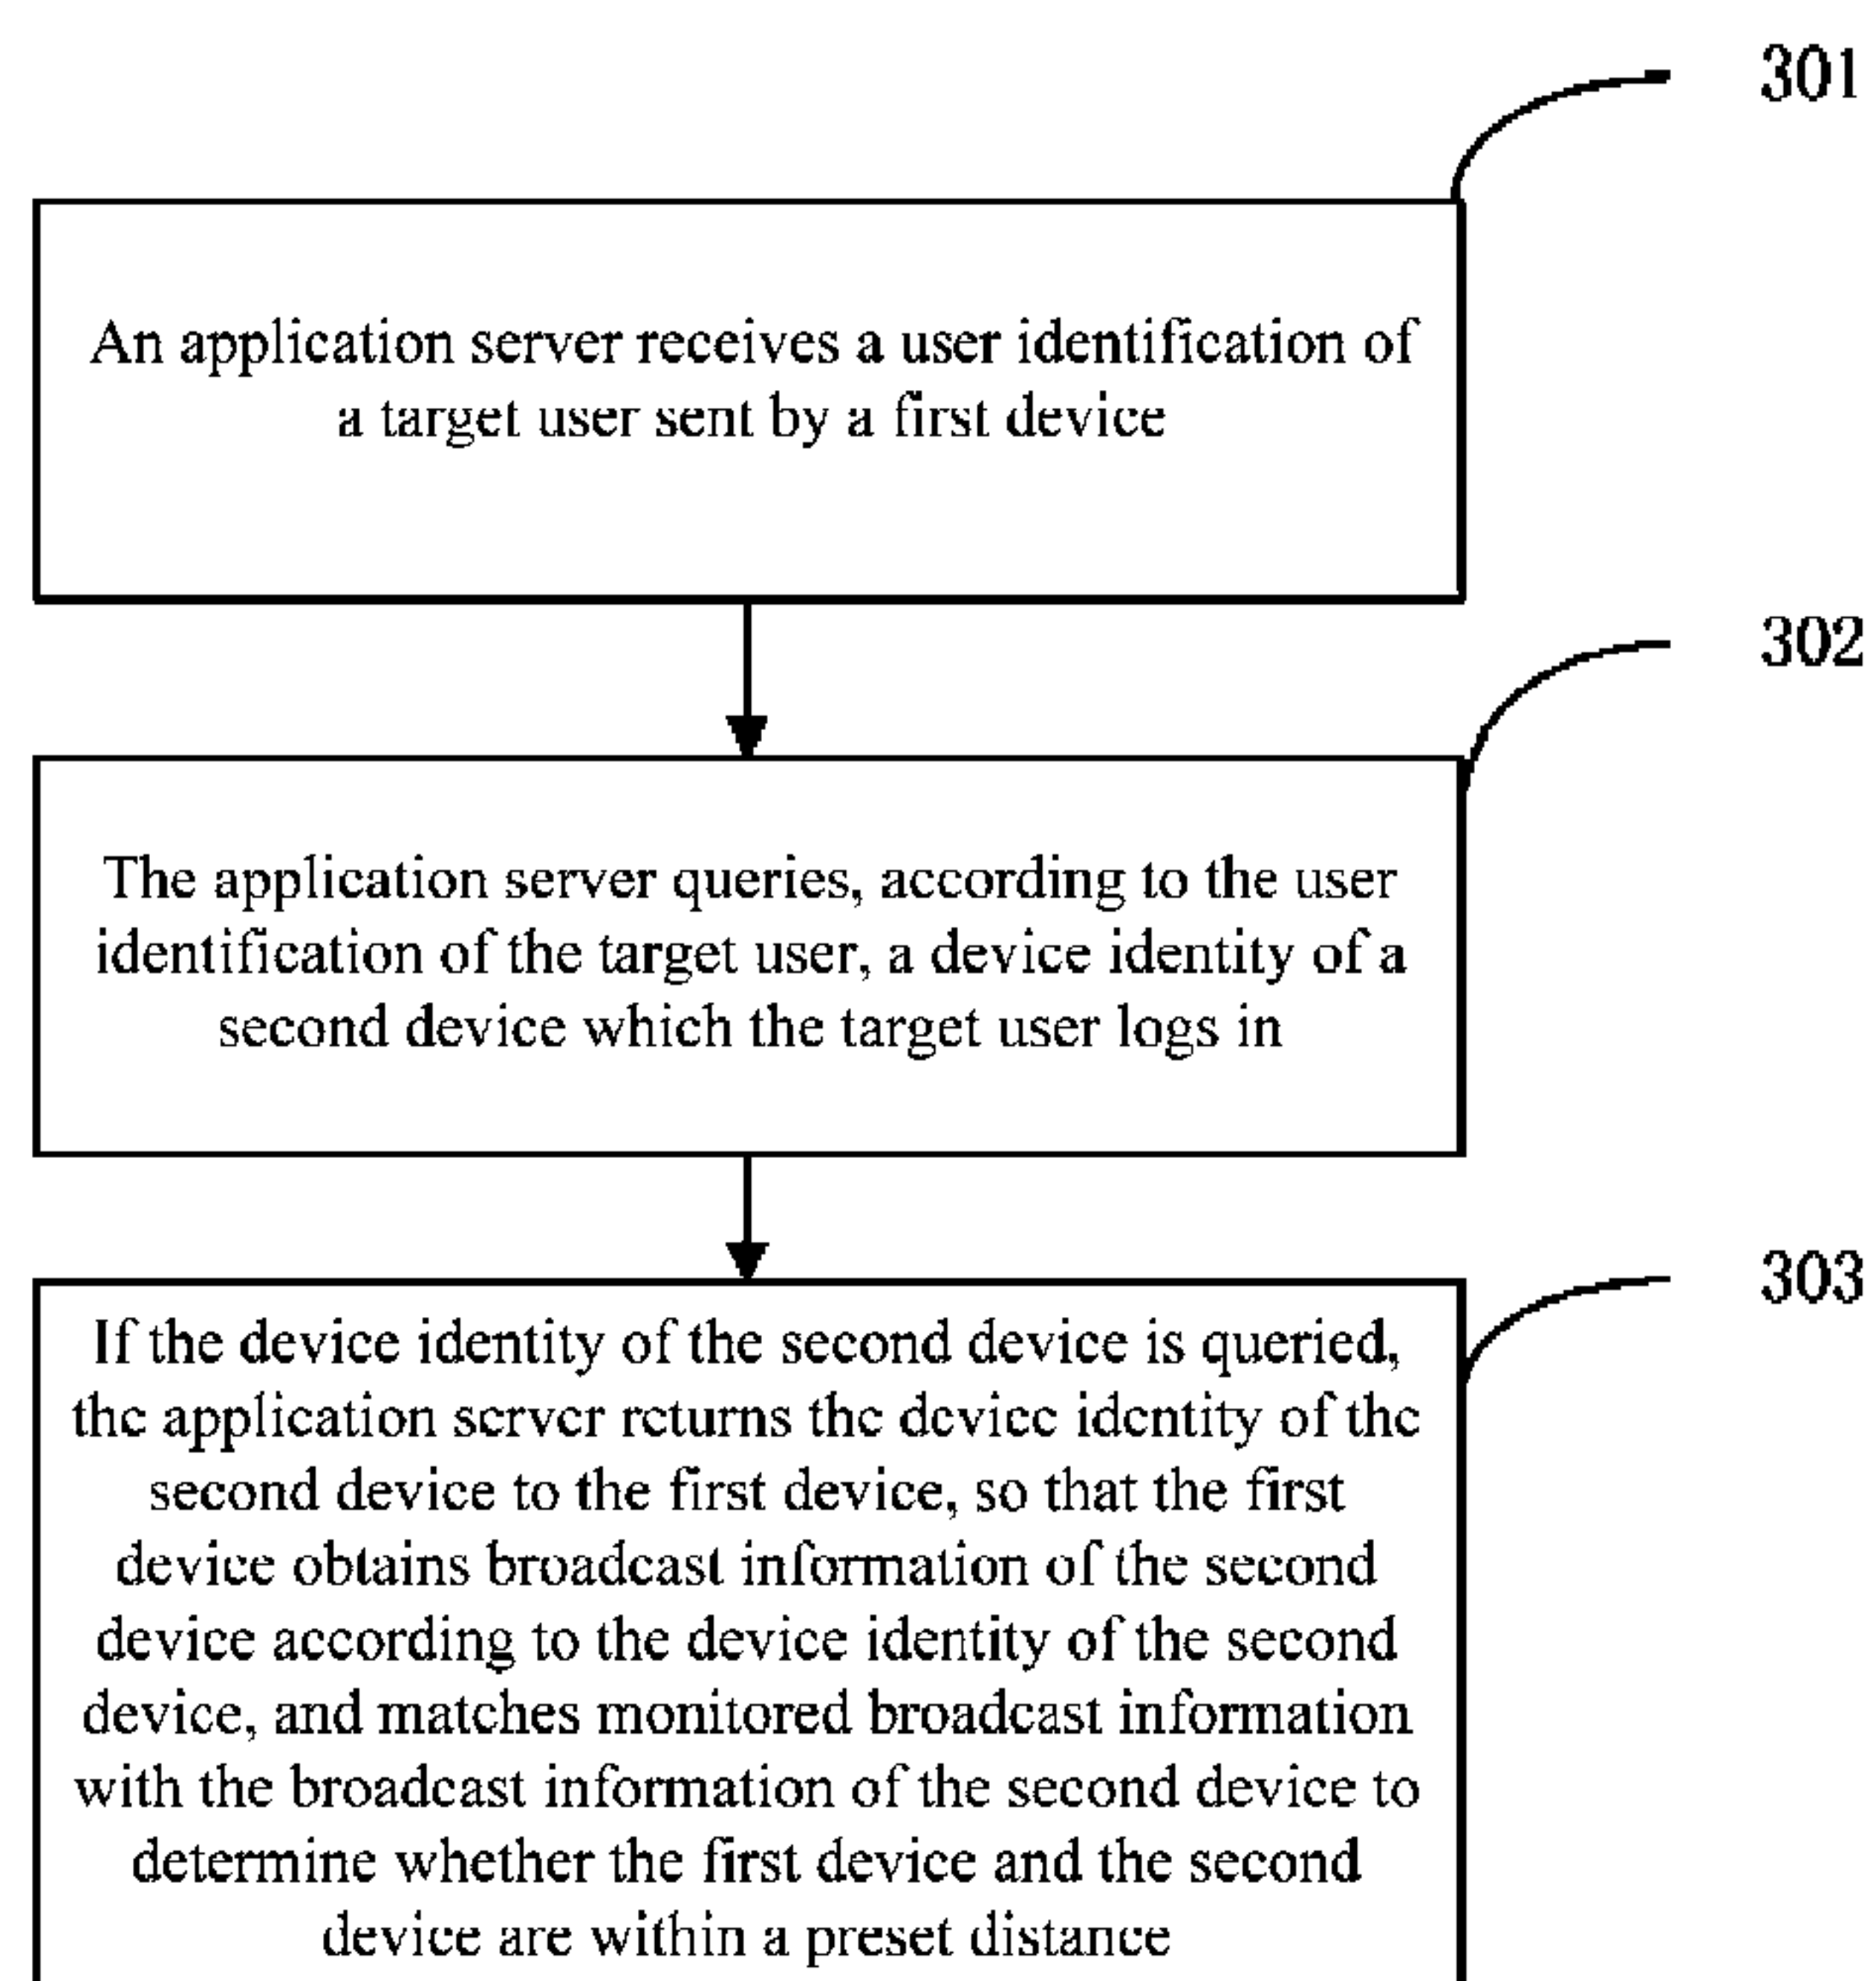 301
An application server receives a user identification of
a target user sent by a first device
302
The application server queries, according to the user
identification of the target user, a device identity of a
second device which the target user logs in
303
If the device identity of the second device is queried,
the application server returns the device identity of the
second device to the first device, so that the first
device obtains broadcast information of the second
device according to the device identity of the second
device, and matches monitored broadcast information
with the broadcast information of the second device to
determine whether the first device and the second
device are within a preset distance